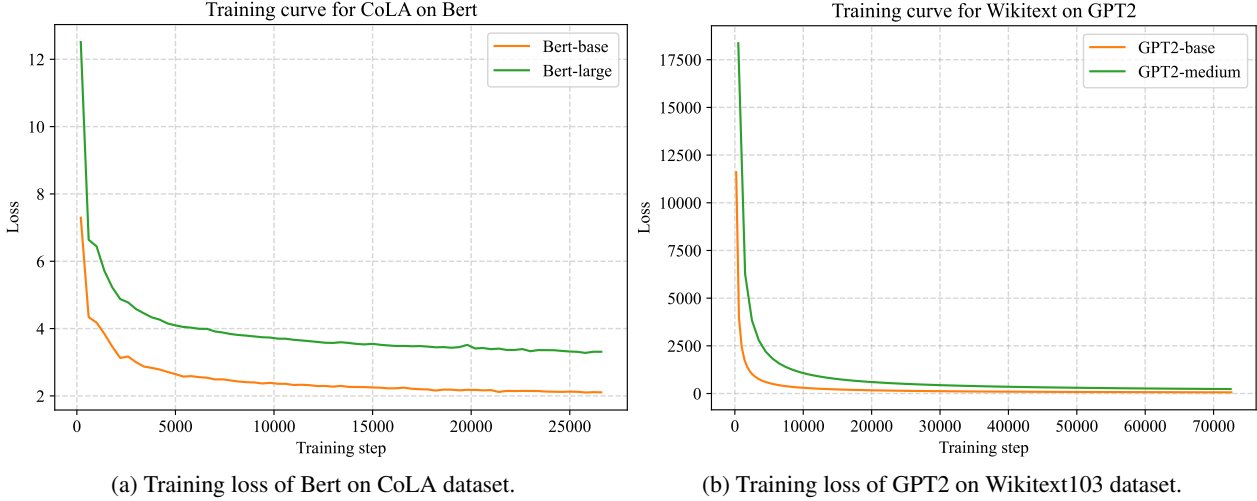 Training curve for CoLA on Bert
Bert-base
Bert-large
12
10
8
6
4
2
Loss
0
5000
10000
15000
20000
25000
Training step
(a) Training loss of Bert on CoLA dataset.
Training curve for Wikitext on GPT2
GPT2-base
GPT2-medium
17500
15000
12500
10000
7500
5000
2500
0
Loss
0
10000
20000
30000
40000
50000
60000
70000
Training step
(b) Training loss of GPT2 on Wikitext103 dataset.